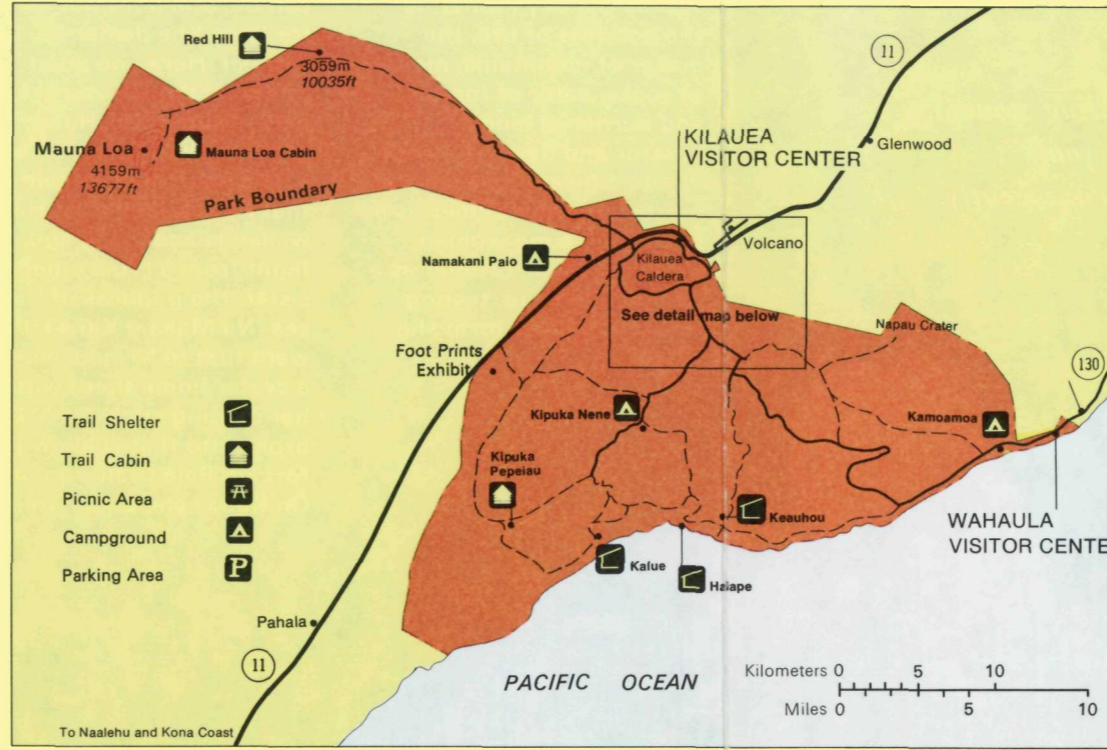 Red Hill
3059m
10035ft
11
Mauna Loa
4159m
13677ft
Mauna Loa Cabin
Park Boundary
KILAUEA
VISITOR CENTER
Glenwood
Volcano
Namakani Paio
Kilauea
Caldera
See detail map below
Napau Crater
Foot Prints
Exhibit
130
Kipuka Nene
Kamoamoa
Kipuka
Pepeiau
Keauhou
WAHAULA
VISITOR CENTE
Kalue
Halape
Trail Shelter
Trail Cabin
Picnic Area
Campground
Parking Area
P
Pahala
11
PACIFIC OCEAN
Kilometers 0 5 10
Miles 0 5 10
To Naalehu and Kona Coast